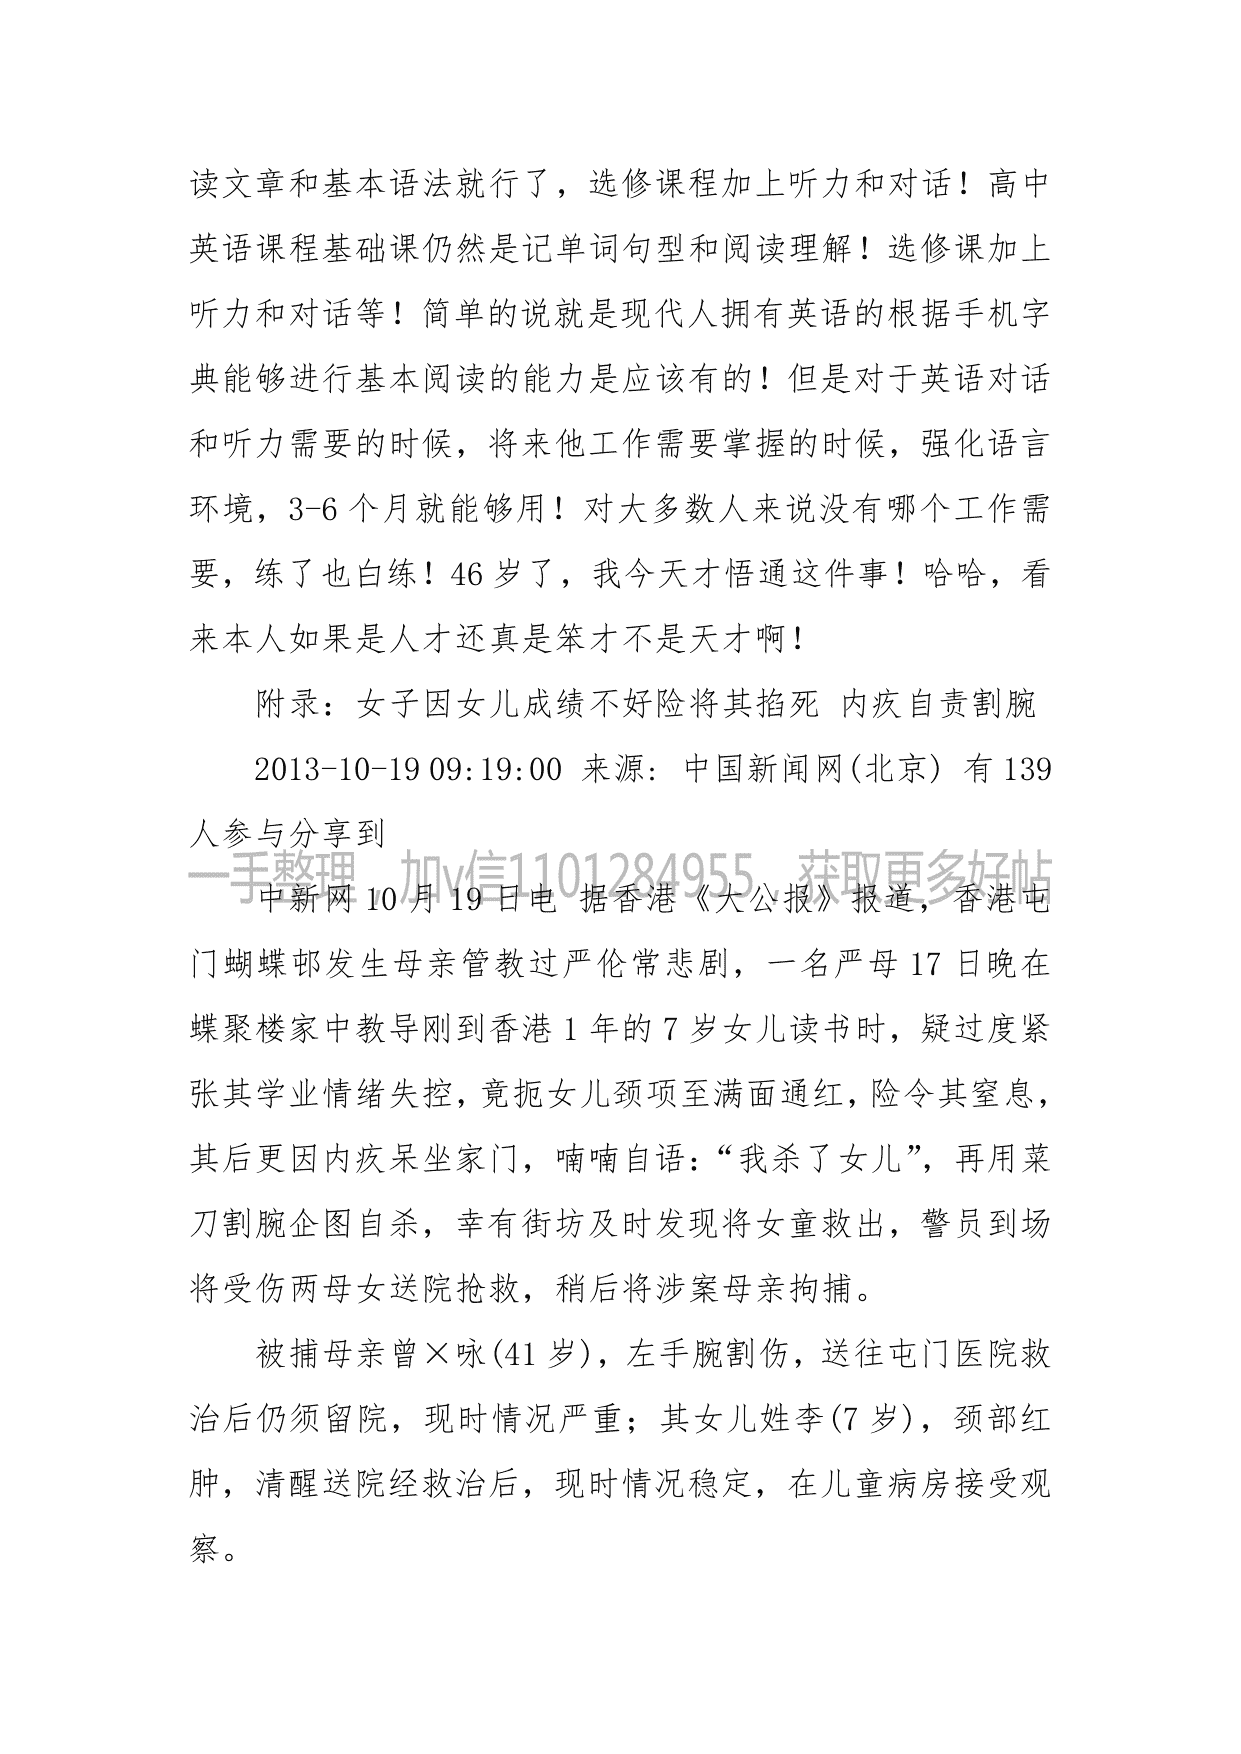 读文章和基本语法就行了，选修课程加上听力和对话！高中
英语课程基础课仍然是记单词句型和阅读理解！选修课加上
听力和对话等！简单的说就是现代人拥有英语的根据手机字
典能够进行基本阅读的能力是应该有的！但是对于英语对话
和听力需要的时候，将来他工作需要掌握的时候，强化语言
环境，3-6 个月就能够用！对大多数人来说没有哪个工作需
要，练了也白练！46 岁了，我今天才悟通这件事！哈哈，看
来本人如果是人才还真是笨才不是天才啊！
附录：女子因女儿成绩不好险将其掐死 内疚自责割腕
2013-10-19 09:19:00 来源: 中国新闻网(北京) 有 139
人参与分享到
一手整理，加v信1101284955，获取更多好帖
中新网 10 月 19 日电 据香港《大公报》报道，香港屯
门蝴蝶邨发生母亲管教过严伦常悲剧，一名严母 17 日晚在
蝶聚楼家中教导刚到香港 1 年的 7 岁女儿读书时，疑过度紧
张其学业情绪失控，竟扼女儿颈项至满面通红，险令其窒息，
其后更因内疚呆坐家门，喃喃自语：“我杀了女儿”，再用菜
刀割腕企图自杀，幸有街坊及时发现将女童救出，警员到场
将受伤两母女送院抢救，稍后将涉案母亲拘捕。
被捕母亲曾×咏(41 岁)，左手腕割伤，送往屯门医院救
治后仍须留院，现时情况严重；其女儿姓李(7 岁)，颈部红
肿，清醒送院经救治后，现时情况稳定，在儿童病房接受观
察。